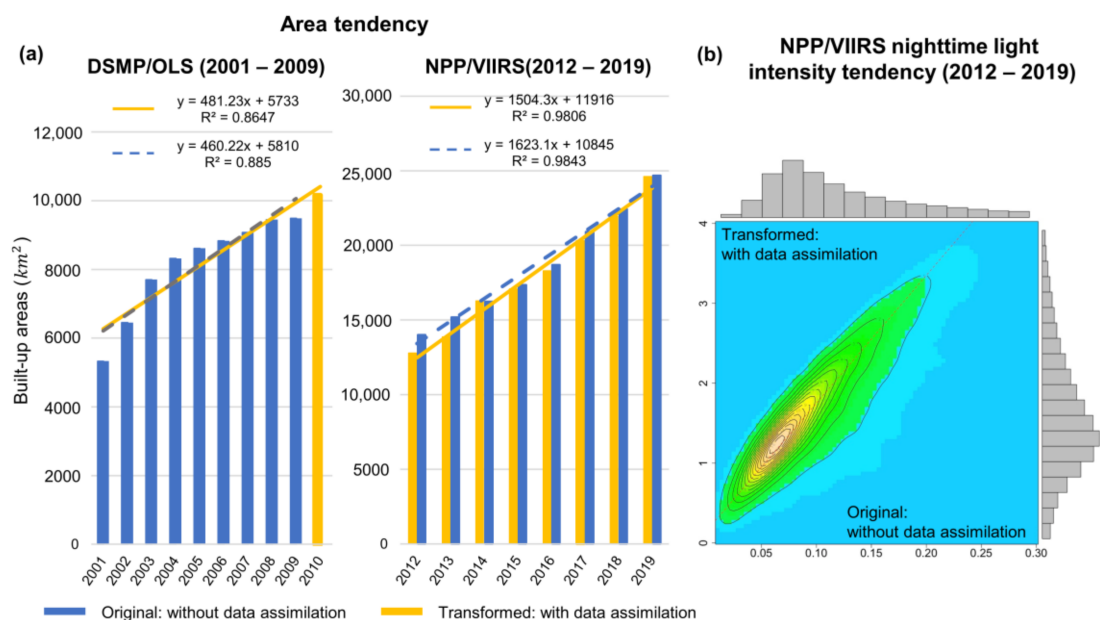 Area tendency
(a)
DSMP/OLS (2001 – 2009)
y = 481.23x + 5733
R² = 0.8647
y = 460.22x + 5810
R² = 0.885
12,000
10,000
8000
6000
4000
2000
0
Built-up areas (km²)
2001
2002
2003
2004
2005
2006
2007
2008
2009
2010
NPP/VIIRS(2012 – 2019)
y = 1504.3x + 11916
R² = 0.9806
y = 1623.1x + 10845
R² = 0.9843
30,000
25,000
20,000
15,000
10,000
5000
0
2012
2013
2014
2015
2016
2017
2018
2019
Original: without data assimilation
Transformed: with data assimilation
(b)
NPP/VIIRS nighttime light
intensity tendency (2012 – 2019)
Transformed:
with data assimilation
Original:
without data assimilation
4
3
2
1
0
0.05
0.10
0.15
0.20
0.25
0.30